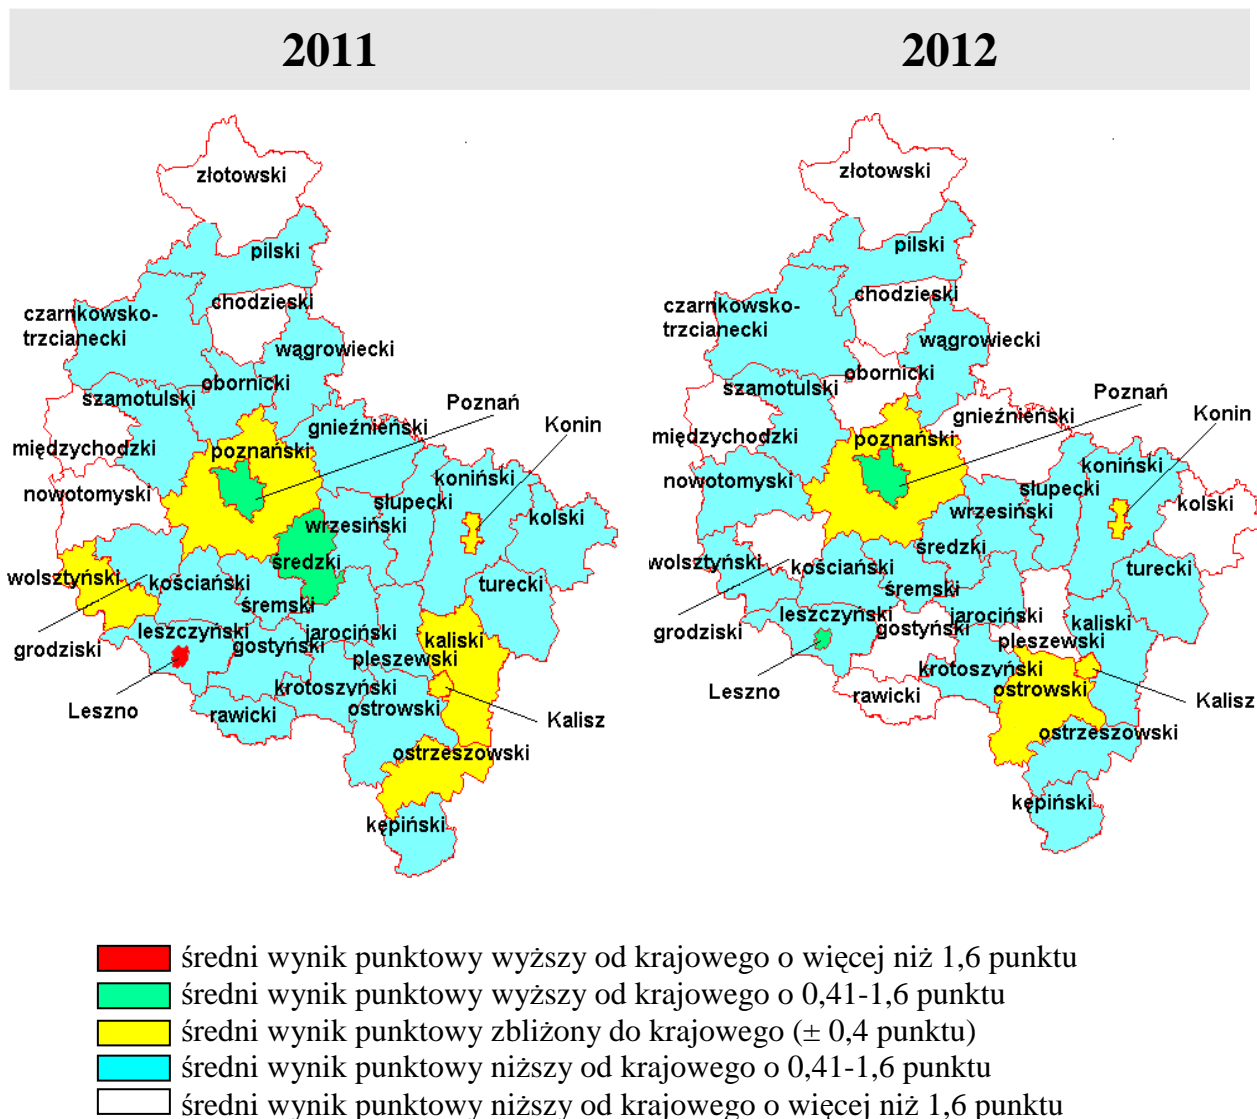 2011
2012
złotowski
pilski
chodzieski
czarnkowsko-
trzcianecki
wągrowiecki
obornicki
szamotulski
Poznań
gnieźnieński
Konin
międzychodzki
poznański
koniński
nowotomyski
słupecki
wrzesiński
kolski
średzki
wolsztyński
kościański
turecki
śremski
leszczyński
jarociński
kaliski
grodziski
gostyński
pleszewski
krotoszyński
Leszno
rawicki
ostrowski
Kalisz
ostrzeszowski
kępiński
złotowski
pilski
chodzieski
czarnkowsko-
trzcianecki
wągrowiecki
obornicki
szamotulski
Poznań
gnieźnieński
Konin
międzychodzki
poznański
koniński
nowotomyski
słupecki
kolski
wrzesiński
średzki
wolsztyński
kościański
turecki
śremski
leszczyński
jarociński
kaliski
gostyński
grodziski
pleszewski
krotoszyński
Leszno
ostrowski
rawicki
Kalisz
ostrzeszowski
kępiński
średni wynik punktowy wyższy od krajowego o więcej niż 1,6 punktu
średni wynik punktowy wyższy od krajowego o 0,41-1,6 punktu
średni wynik punktowy zbliżony do krajowego (± 0,4 punktu)
średni wynik punktowy niższy od krajowego o 0,41-1,6 punktu
średni wynik punktowy niższy od krajowego o więcej niż 1,6 punktu